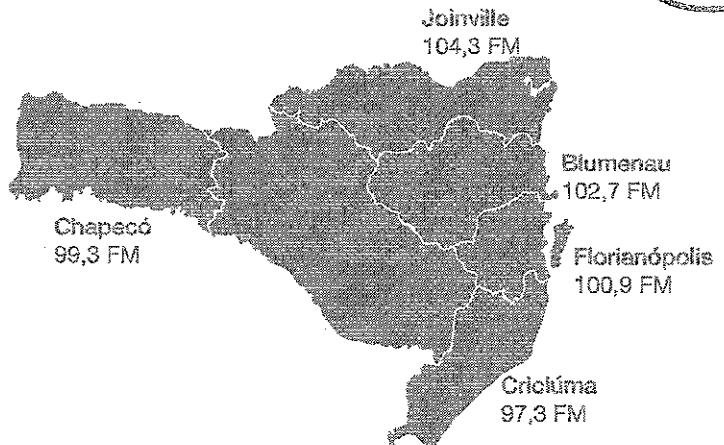 Joinville
104,3 FM
Blumenau
102,7 FM
Chapecó
99,3 FM
Florianópolis
100,9 FM
Criciúma
97,3 FM